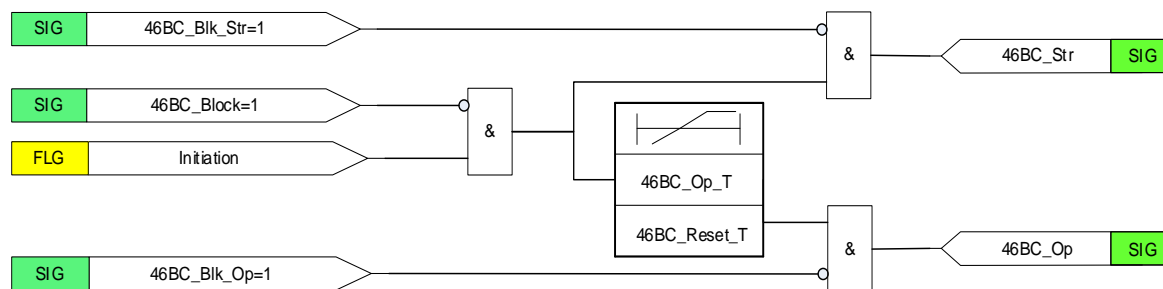 SIG 46BC_Blk_Str=1
&
46BC_Str SIG
SIG 46BC_Block=1
&
FLG Initiation
46BC_Op_T
46BC_Reset_T
&
46BC_Op SIG
SIG 46BC_Blk_Op=1